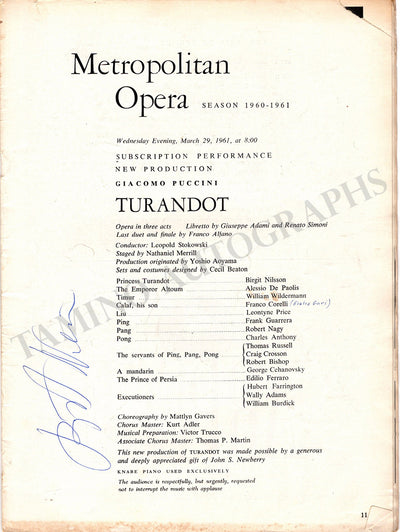 Metropolitan
Opera SEASON 1960-1961
Wednesday Evening, March 29, 1961, at 8:00
SUBSCRIPTION PERFORMANCE
NEW PRODUCTION
GIACOMO PUCCINI
TURANDOT
Opera in three acts Libretto by Giuseppe Adami and Renato Simoni
Last duet and finale by Franco Alfano
Conductor: Leopold Stokowski
Staged by Nathaniel Merrill
Production originated by Yoshio Aoyama
Sets and costumes designed by Cecil Beaton
Princess Turandot Birgit Nilsson
The Emperor Altoum Alessio De Paolis
Timur William Wildermann
Calaf, his son Franco Corelli
Liu Leontyne Price
Ping Frank Guarrera
Pang Robert Nagy
Pong Charles Anthony
The servants of Ping, Pang, Pong Thomas Russell
Craig Crosson
Robert Bishop
A mandarin George Cehanovsky
The Prince of Persia Edilio Ferraro
Executioners Hubert Farrington
Wally Adams
William Burdick
Choreography by Mattlyn Gavers
Chorus Master: Kurt Adler
Musical Preparation: Victor Trucco
Associate Chorus Master: Thomas P. Martin
This new production of TURANDOT was made possible by a generous
and deeply appreciated gift of John S. Newberry
KNABE PIANO USED EXCLUSIVELY
The audience is respectfully, but urgently, requested
not to interrupt the music with applause
11
TAMINO AUTOGRAPHS